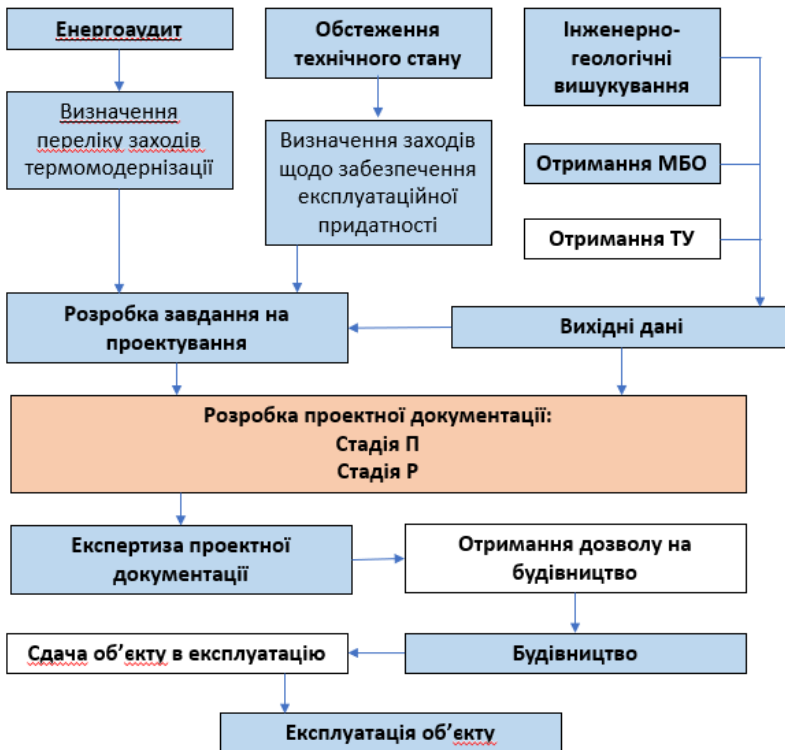 Енергоаудит
Обстеження
технічного стану
Інженерно-
геологічні
вишукування
Визначення
переліку заходів
термомодернізації
Визначення заходів
щодо забезпечення
експлуатаційної
придатності
Отримання МБО
Отримання ТУ
Розробка завдання на
проектування
Вихідні дані
Розробка проектної документації:
Стадія П
Стадія Р
Експертиза проектної
документації
Отримання дозволу на
будівництво
Сдача об’єкту в експлуатацію
Будівництво
Експлуатація об’єкту